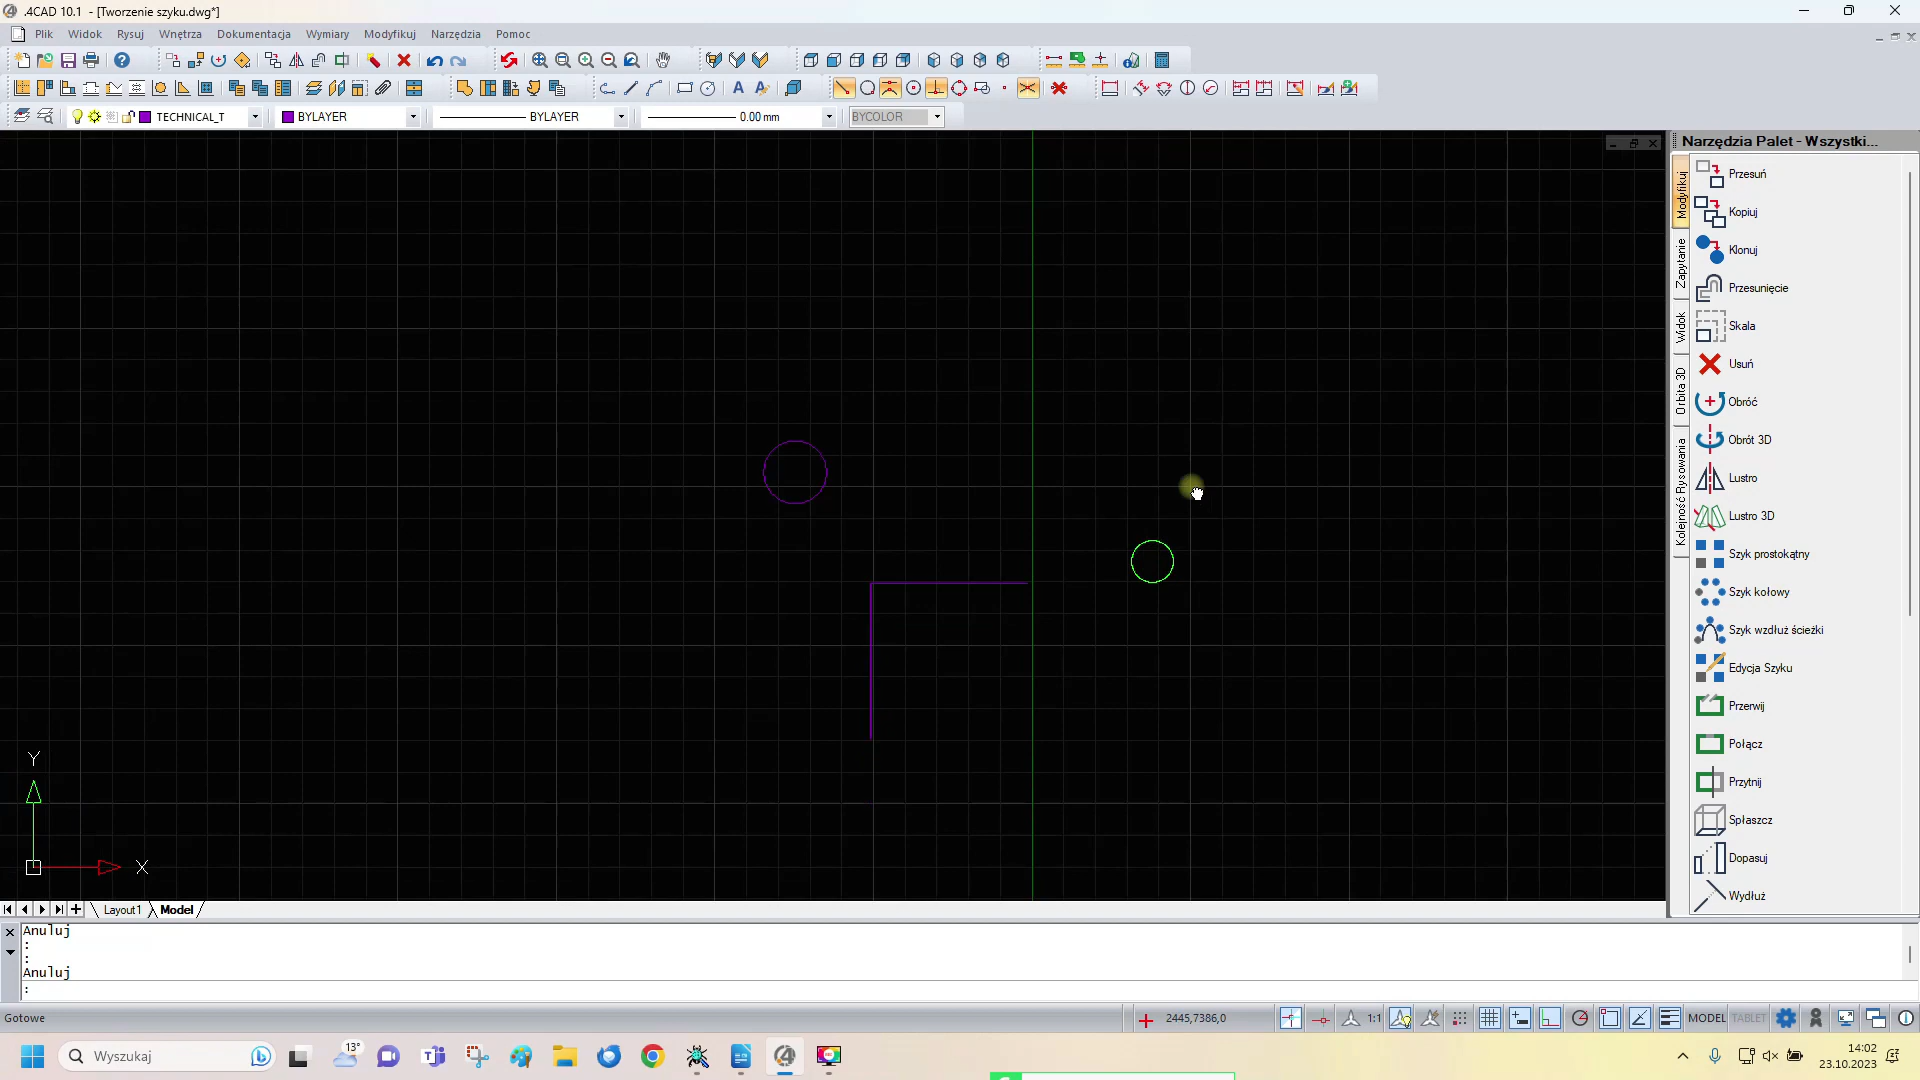 .4CAD 10.1 - [Tworzenie szyku.dwg*]
Plik Widok Rysuj Wnętrza Dokumentacja Wymiary Modyfikuj Narzędzia Pomoc
TECHNICAL_T BYLAYER BYLAYER 0.00 mm BYCOLOR
Narzędzia Palet - Wszystki...
Modyfikuj
Zapytanie
Widok
Orbita 3D
Kolejność Rysowania
Przesuń
Kopiuj
Klonuj
Przesunięcie
Skala
Usuń
Obróć
Obrót 3D
Lustro
Lustro 3D
Szyk prostokątny
Szyk kołowy
Szyk wzdłuż ścieżki
Edycja Szyku
Przerwij
Połącz
Przytnij
Spłaszcz
Dopasuj
Wydłuż
Y
X
Layout1 Model
Anuluj
:
:
Anuluj
:
Gotowe 2445,7386,0 1:1 MODEL TABLET
Wyszukaj 13° 14:02
23.10.2023